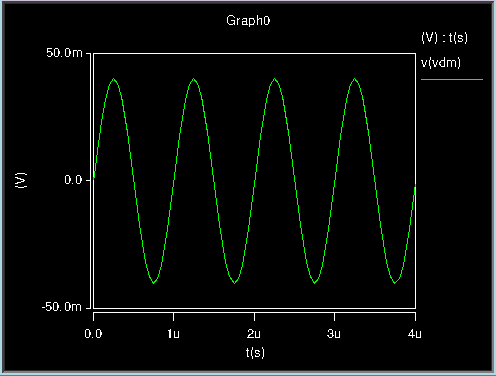 Graph0
(V) : t(s)
v(vdm)
50.0m
(V)
0.0
-50.0m
0.0 1u 2u 3u 4u
t(s)